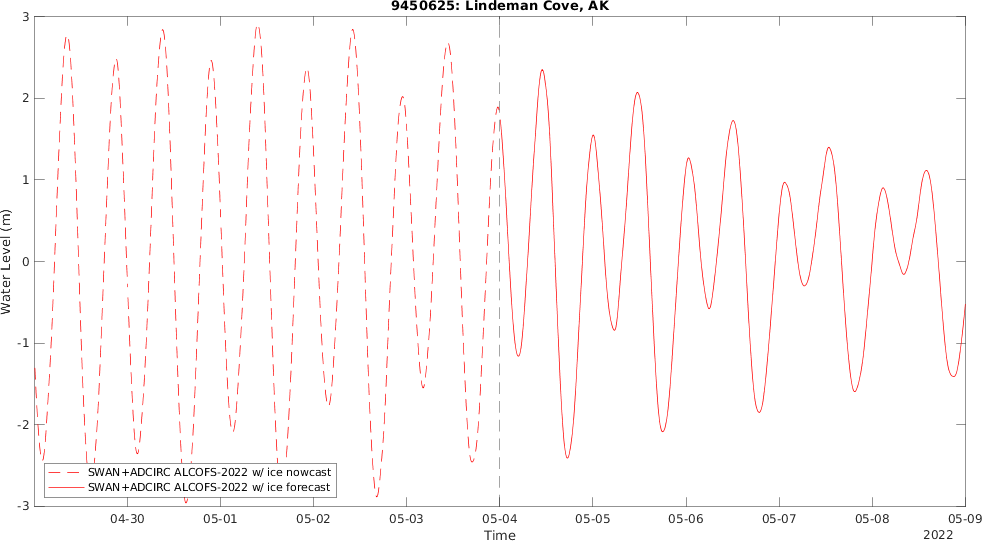 9450625: Lindeman Cove, AK
Water Level (m)
3
2
1
0
-1
-2
-3
SWAN+ADCIRC ALCOFS-2022 w/ ice nowcast
SWAN+ADCIRC ALCOFS-2022 w/ ice forecast
04-30 05-01 05-02 05-03 05-04 05-05 05-06 05-07 05-08 05-09
Time
2022